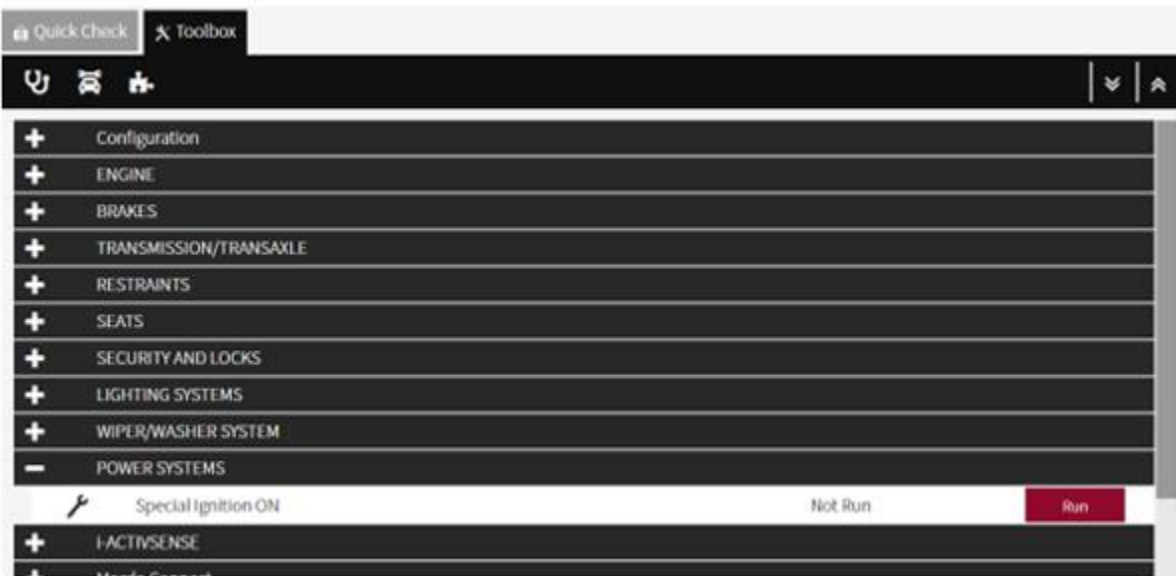 Quick Check Toolbox
Configuration
ENGINE
BRAKES
TRANSMISSION/TRANSAXLE
RESTRAINTS
SEATS
SECURITY AND LOCKS
LIGHTING SYSTEMS
WIPER/WASHER SYSTEM
POWER SYSTEMS
Special Ignition ON Not Run Run
I-ACTIVSENSE